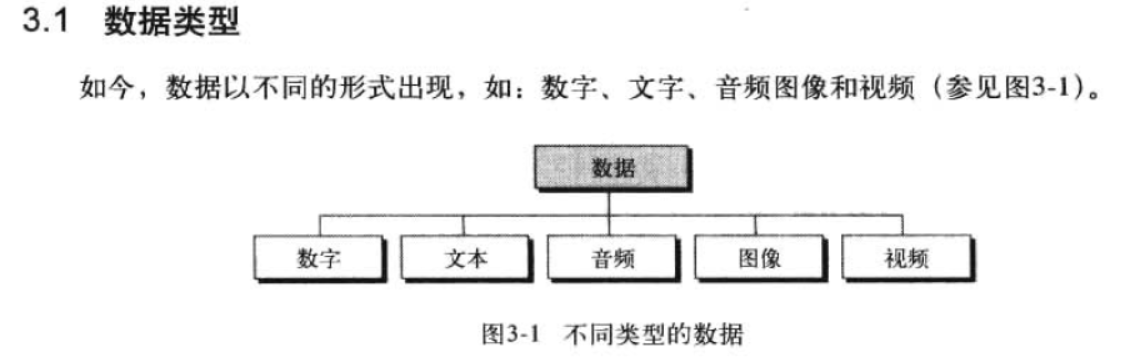 3.1 数据类型
如今，数据以不同的形式出现，如：数字、文字、音频图像和视频（参见图3-1）。
数据
数字 文本 音频 图像 视频
图3-1 不同类型的数据